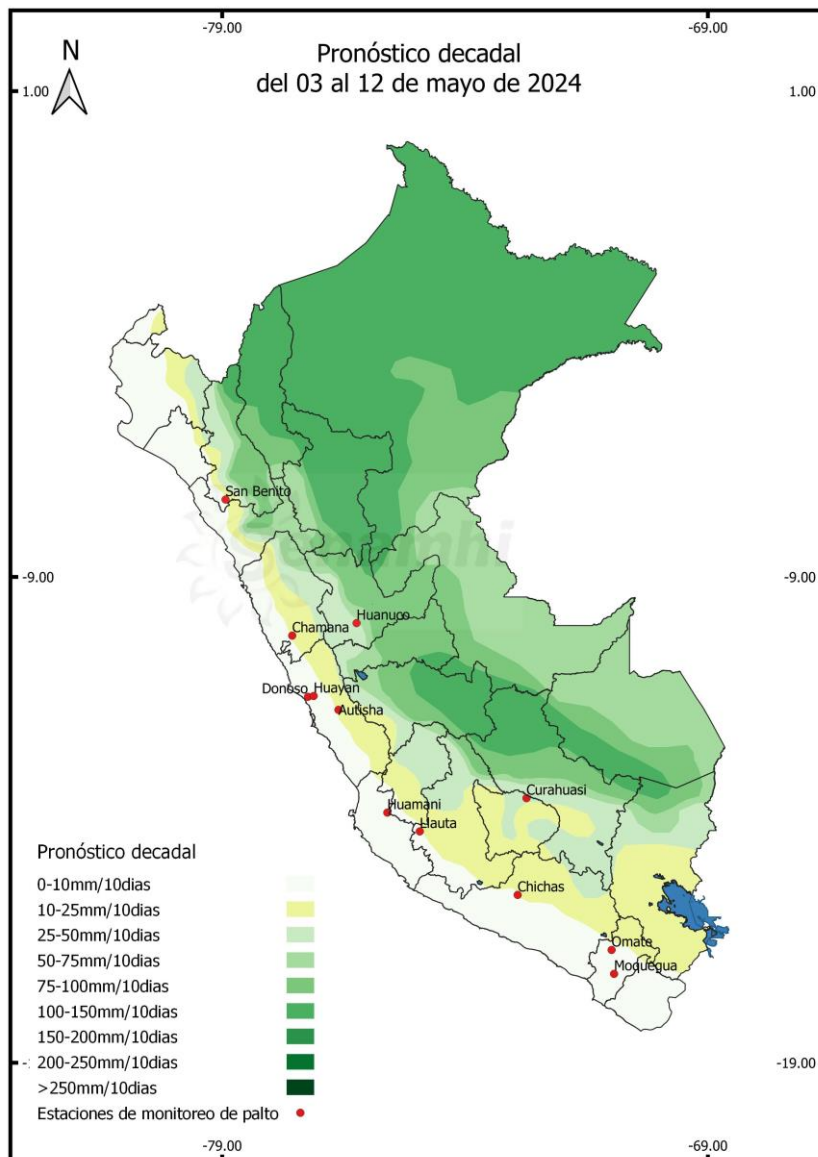 -79.00
-69.00
N
Pronóstico decadal
del 03 al 12 de mayo de 2024
1.00
1.00
San Benito
Senamhi
-9.00
-9.00
Huanuco
Chamana
Donoso
Huayan
Autisha
Curahuasi
Huamani
Llauta
Pronóstico decadal
0-10mm/10dias
Chichas
10-25mm/10dias
25-50mm/10dias
Omate
50-75mm/10dias
Moquegua
75-100mm/10dias
100-150mm/10dias
150-200mm/10dias
200-250mm/10dias
-19.00
>250mm/10dias
Estaciones de monitoreo de palto
-79.00
-69.00